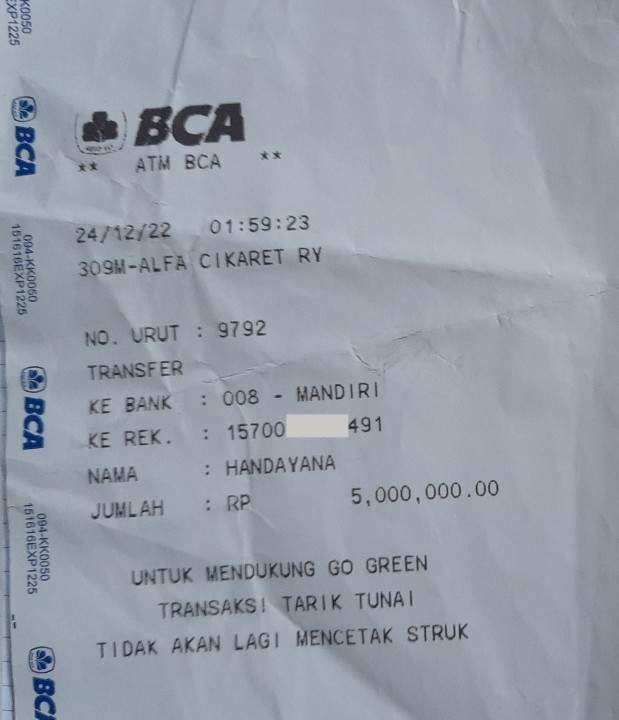 BCA
** ATM BCA **
24/12/22 01:59:23
309M-ALFA CIKARET RY
NO. URUT : 9792
TRANSFER
KE BANK : 008 - MANDIRI
KE REK. : 15700 491
NAMA : HANDAYANA
JUMLAH : RP 5,000,000.00
UNTUK MENDUKUNG GO GREEN
TRANSAKSI TARIK TUNAI
TIDAK AKAN LAGI MENCETAK STRUK
K0050
EXP1225
BCA
094-KK0050
151616EXP1225
BCA
094-KK0050
151616EXP1225
BCA